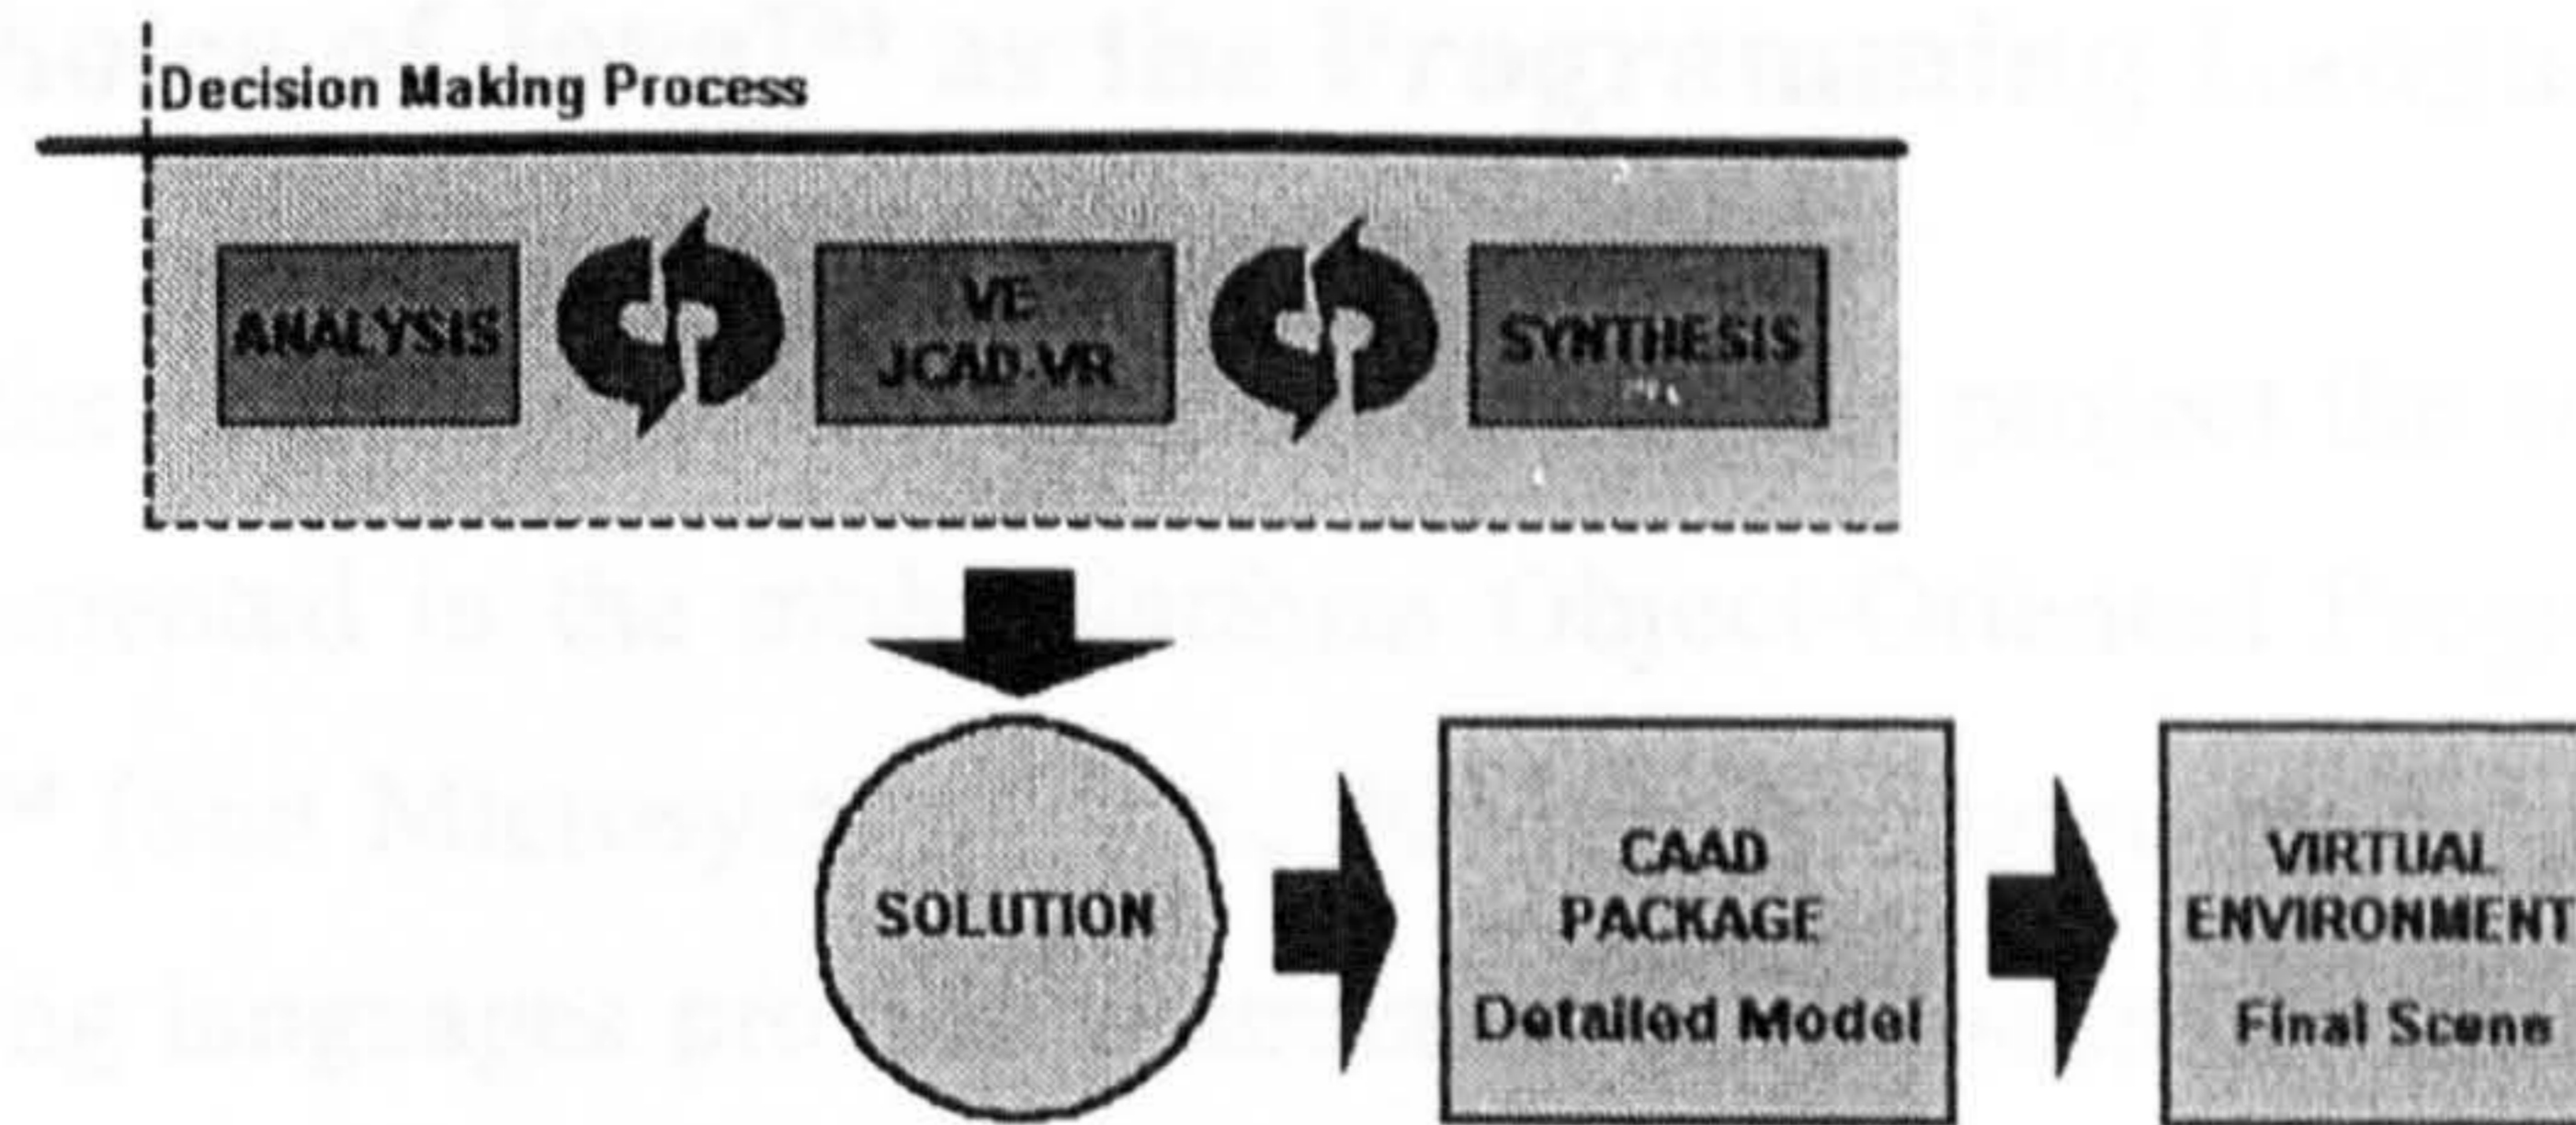 Decision Making Process
ANALYSIS
VE
JCAD-VR
SYNTHESIS
SOLUTION
CAAD
PACKAGE
Detailed Model
VIRTUAL
ENVIRONMENT
Final Scene